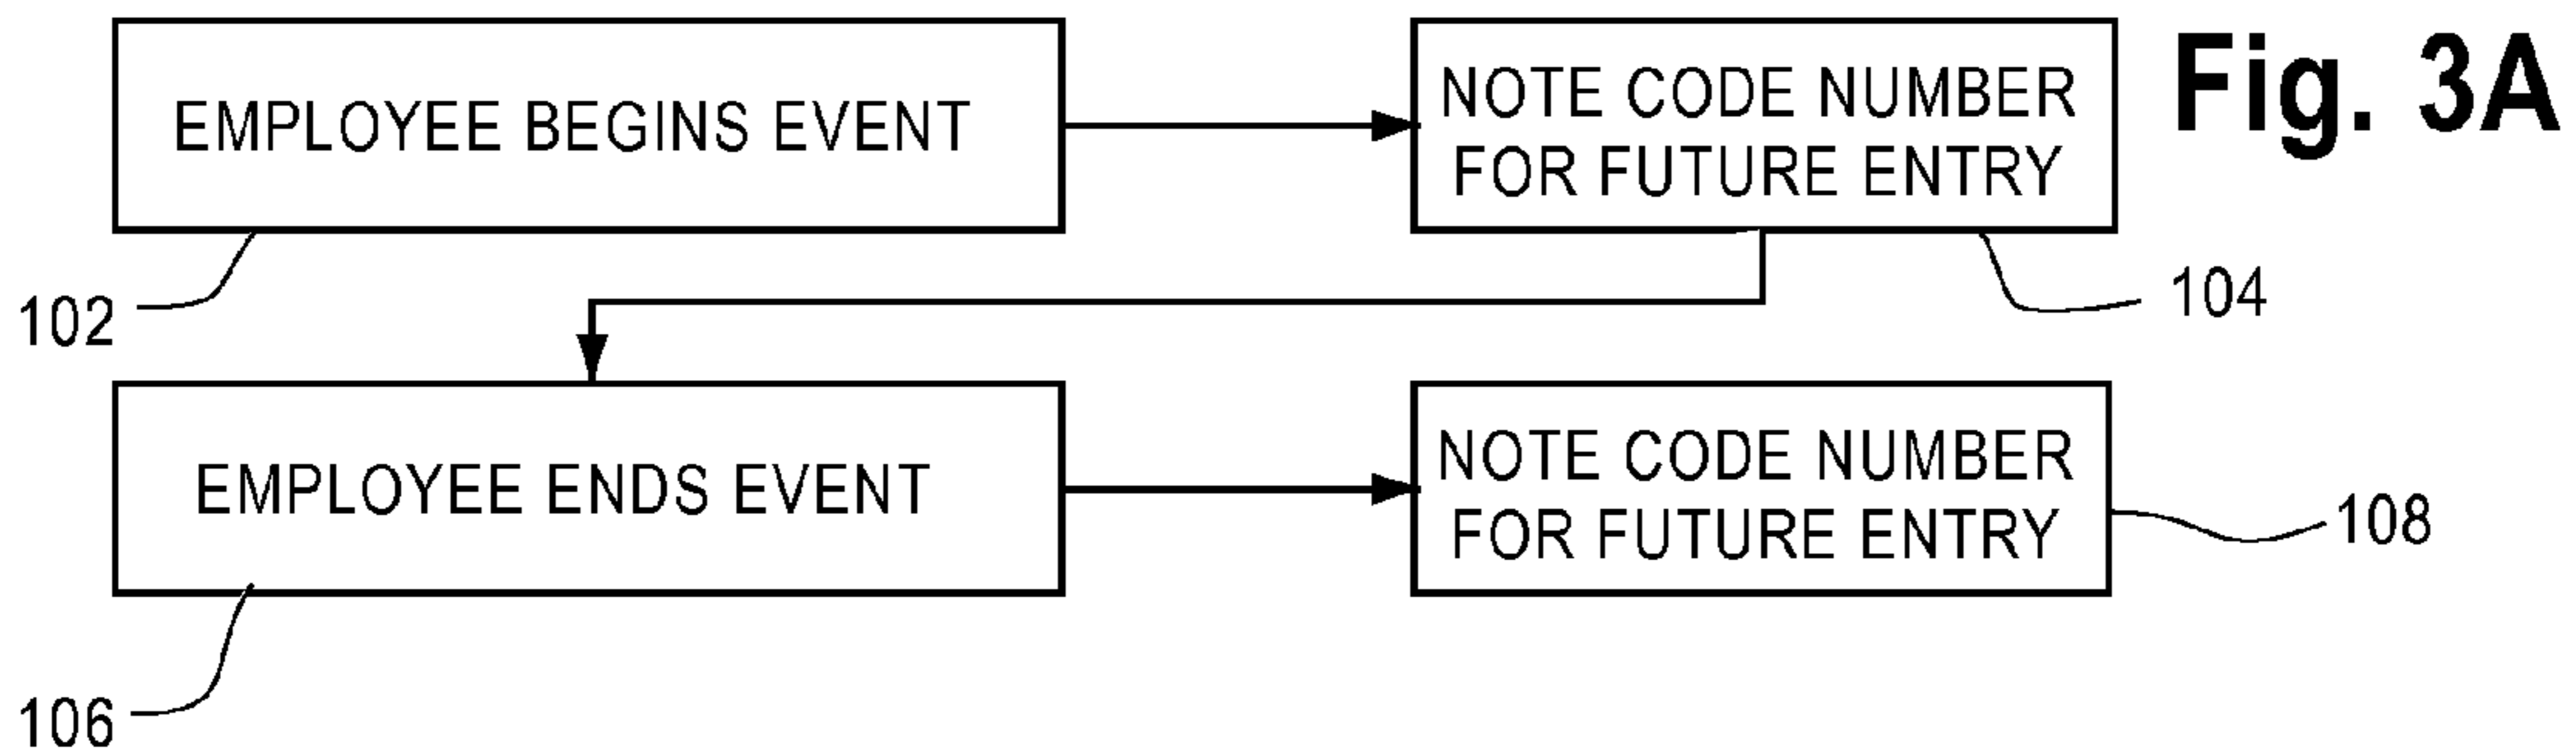 EMPLOYEE BEGINS EVENT
NOTE CODE NUMBER
FOR FUTURE ENTRY
Fig. 3A
102
104
EMPLOYEE ENDS EVENT
NOTE CODE NUMBER
FOR FUTURE ENTRY
108
106